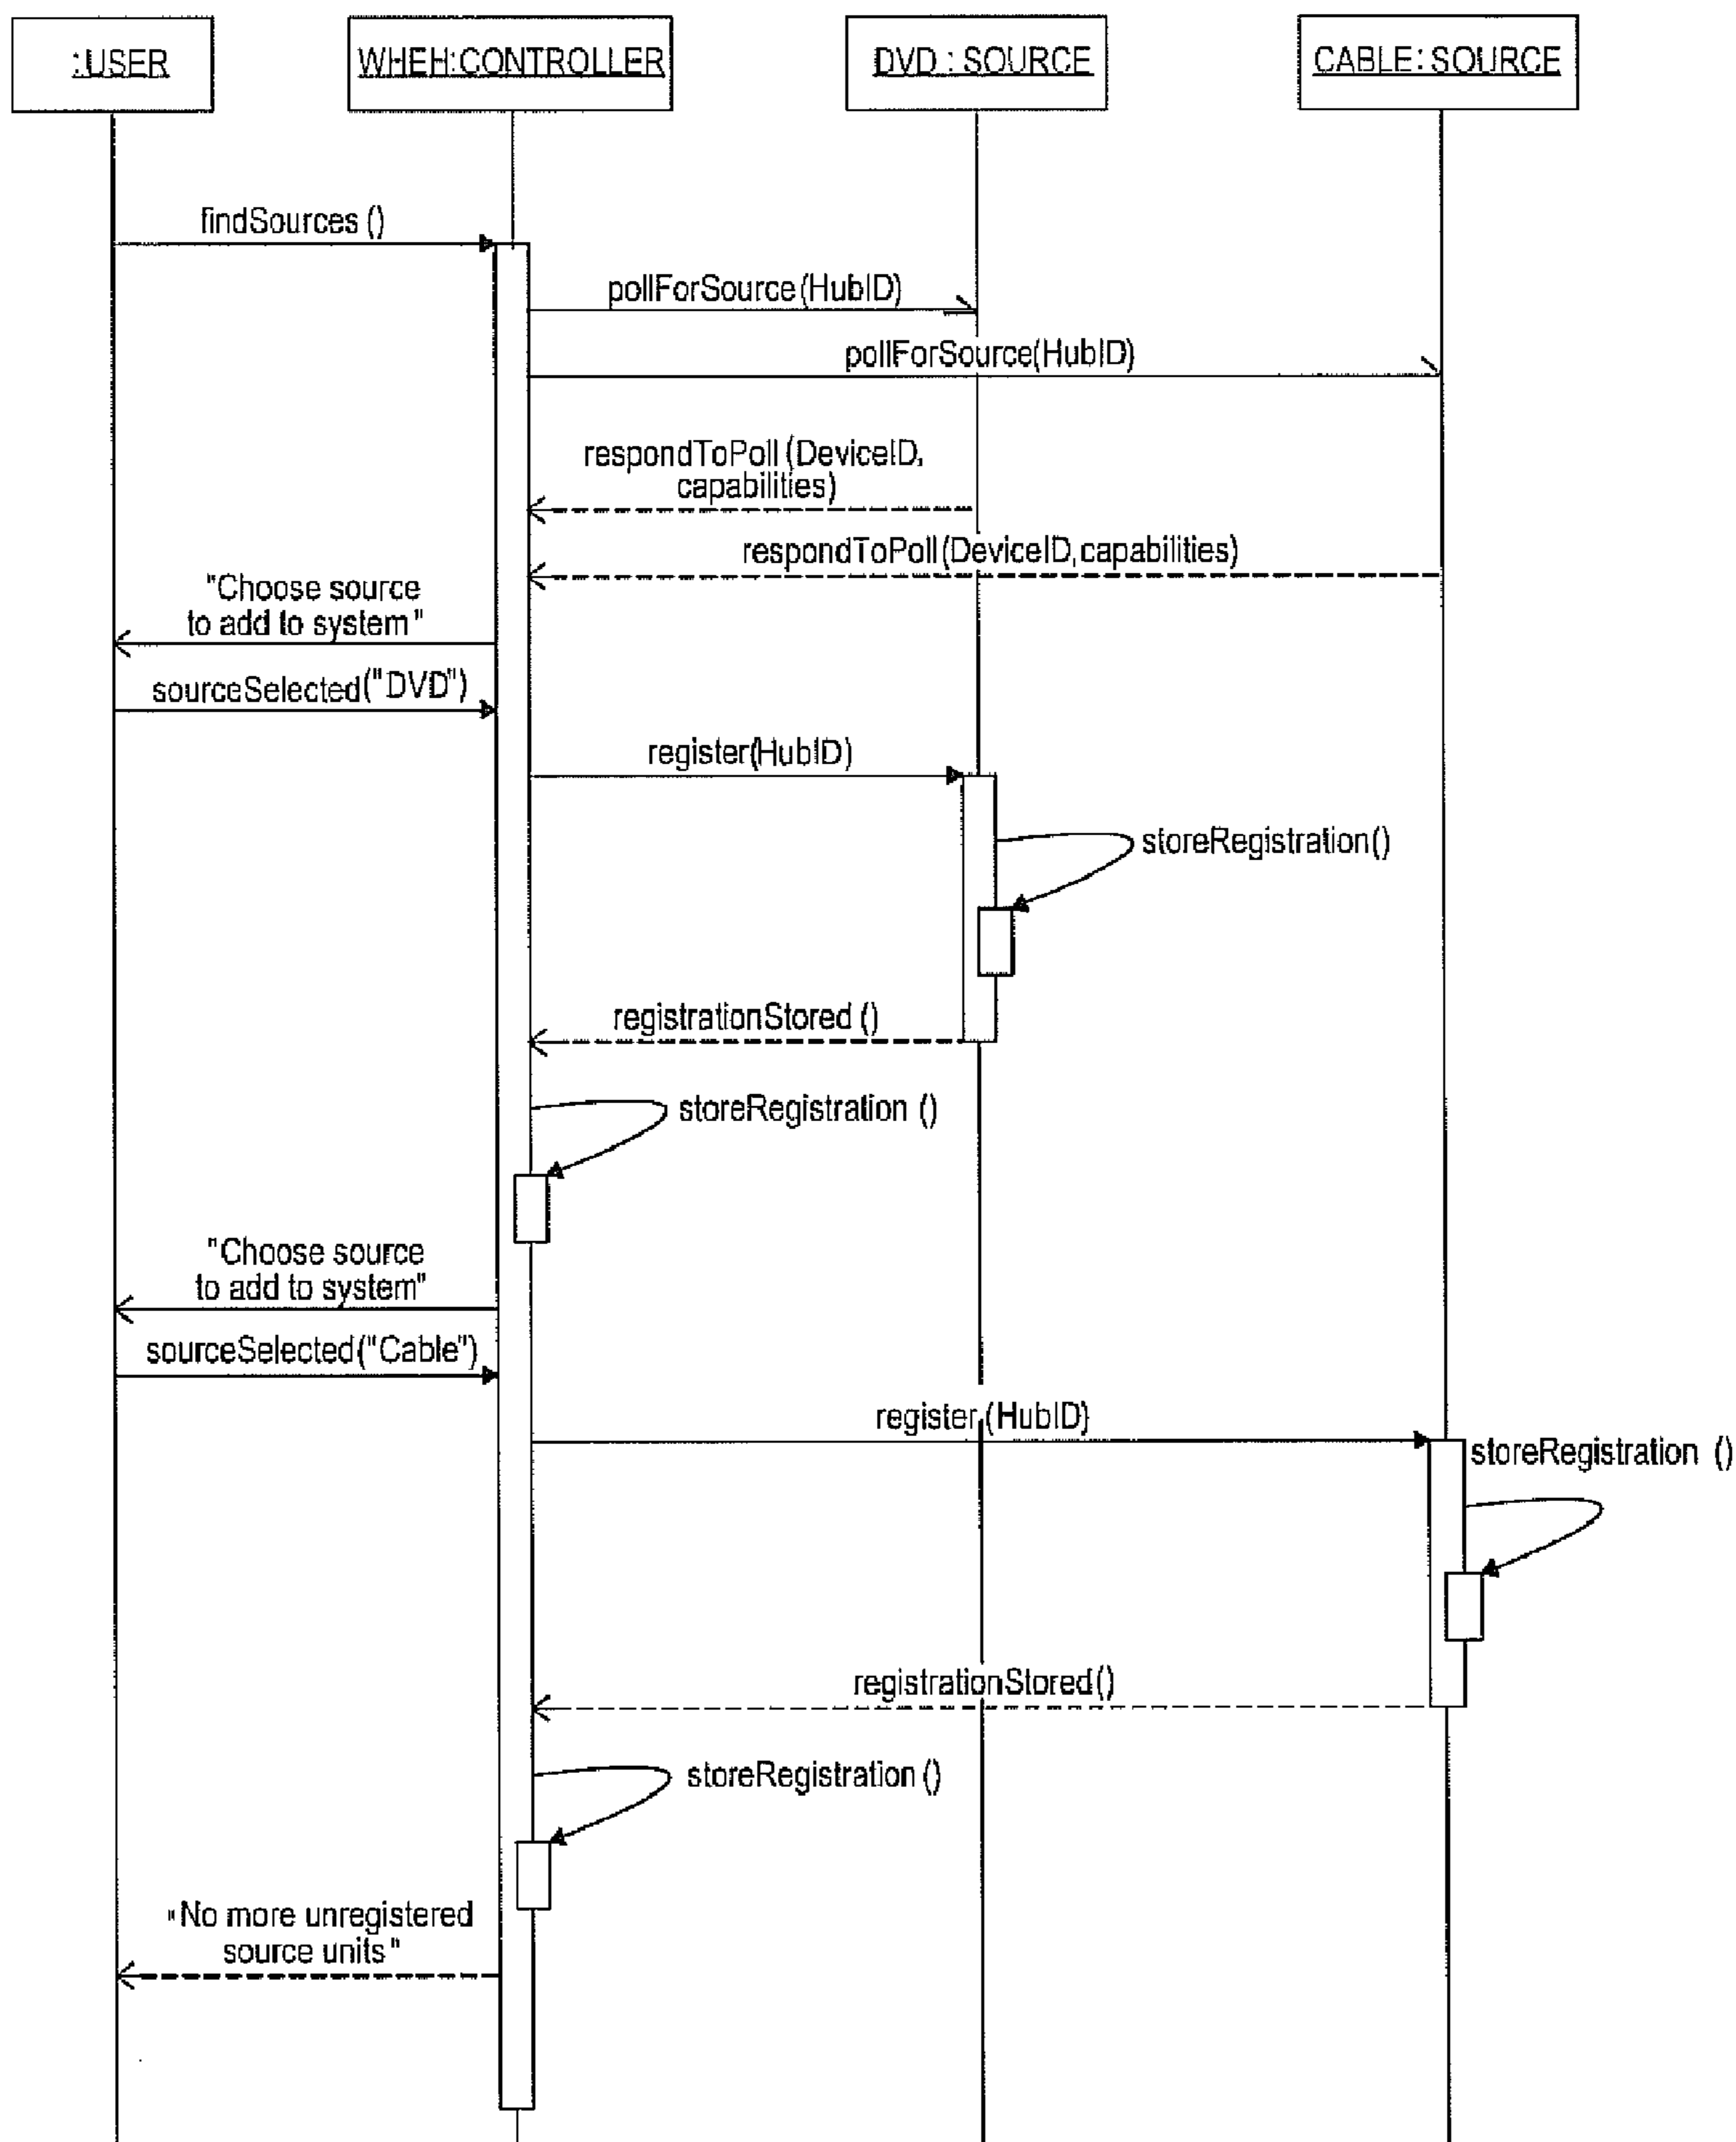 :USER
WHEH:CONTROLLER
DVD : SOURCE
CABLE: SOURCE
findSources ()
pollForSource(HubID)
pollForSource(HubID)
respondToPoll (DeviceID,
capabilities)
respondToPoll (DeviceID, capabilities)
"Choose source
to add to system"
sourceSelected("DVD")
register(HubID)
storeRegistration()
registrationStored ()
storeRegistration ()
"Choose source
to add to system"
sourceSelected("Cable")
register (HubID)
storeRegistration ()
registrationStored()
storeRegistration ()
"No more unregistered
source units"